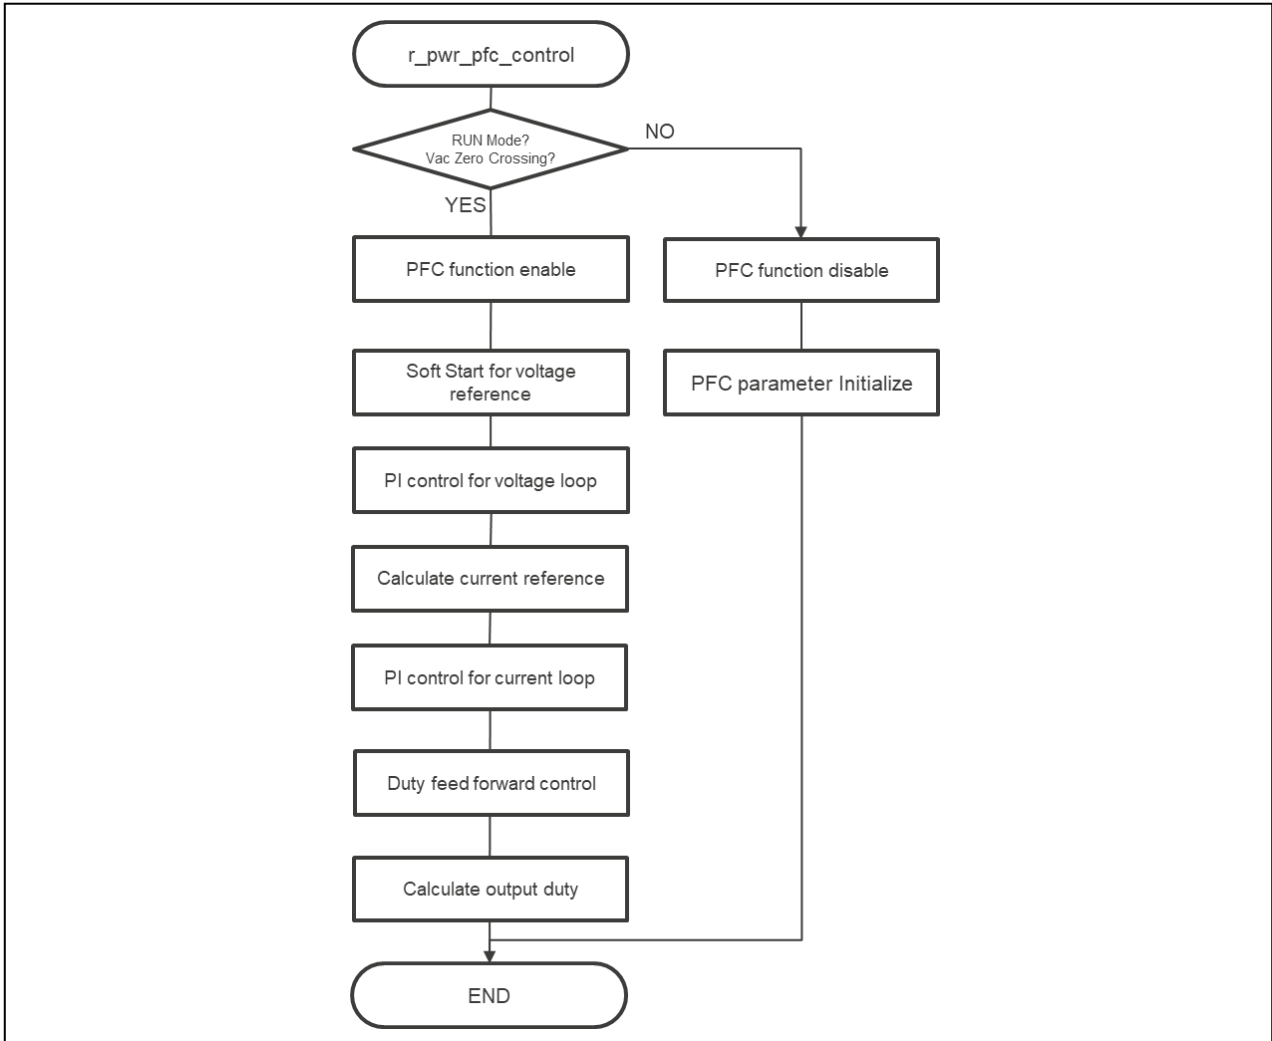 r_pwr_pfc_control
RUN Mode?
Vac Zero Crossing?
NO
YES
PFC function enable
PFC function disable
Soft Start for voltage
reference
PFC parameter Initialize
PI control for voltage loop
Calculate current reference
PI control for current loop
Duty feed forward control
Calculate output duty
END